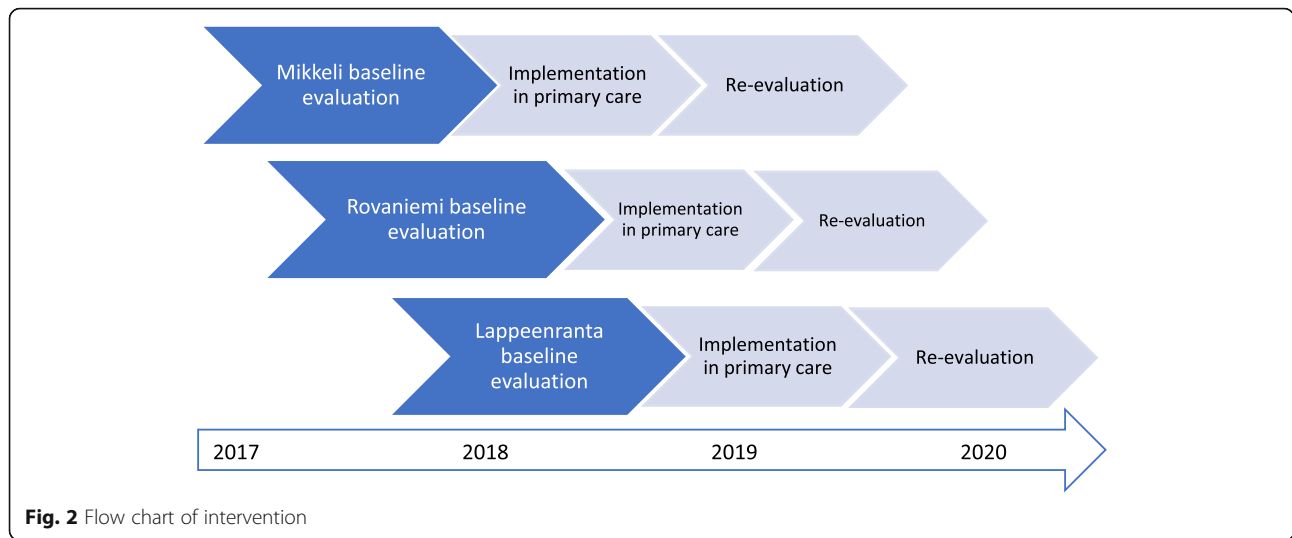 Mikkeli baseline
evaluation
Implementation
in primary care
Re-evaluation
Rovaniemi baseline
evaluation
Implementation
in primary care
Re-evaluation
Lappeenranta
baseline
evaluation
Implementation
in primary care
Re-evaluation
2017 2018 2019 2020
Fig. 2 Flow chart of intervention